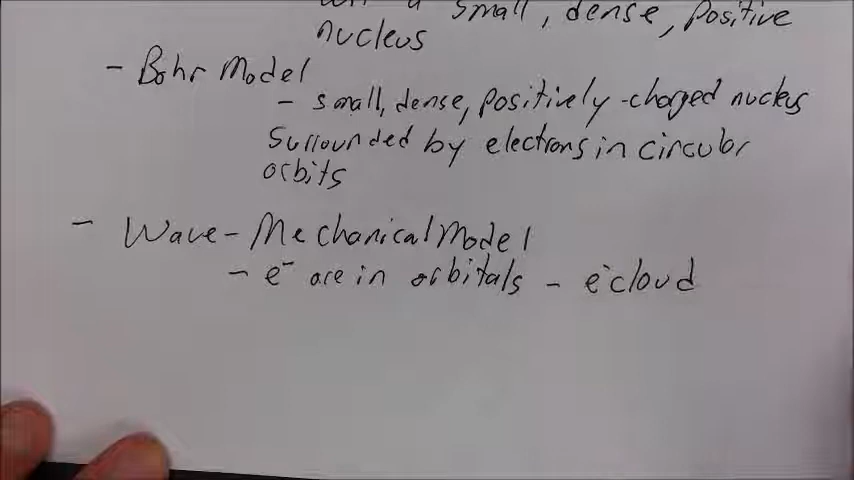 a small, dense, positive
nucleus
- Bohr Model
- small, dense, positively-charged nucleus
surrounded by electrons in circular
orbits
- Wave-Mechanical Model
- e⁻ are in orbitals - e⁻cloud